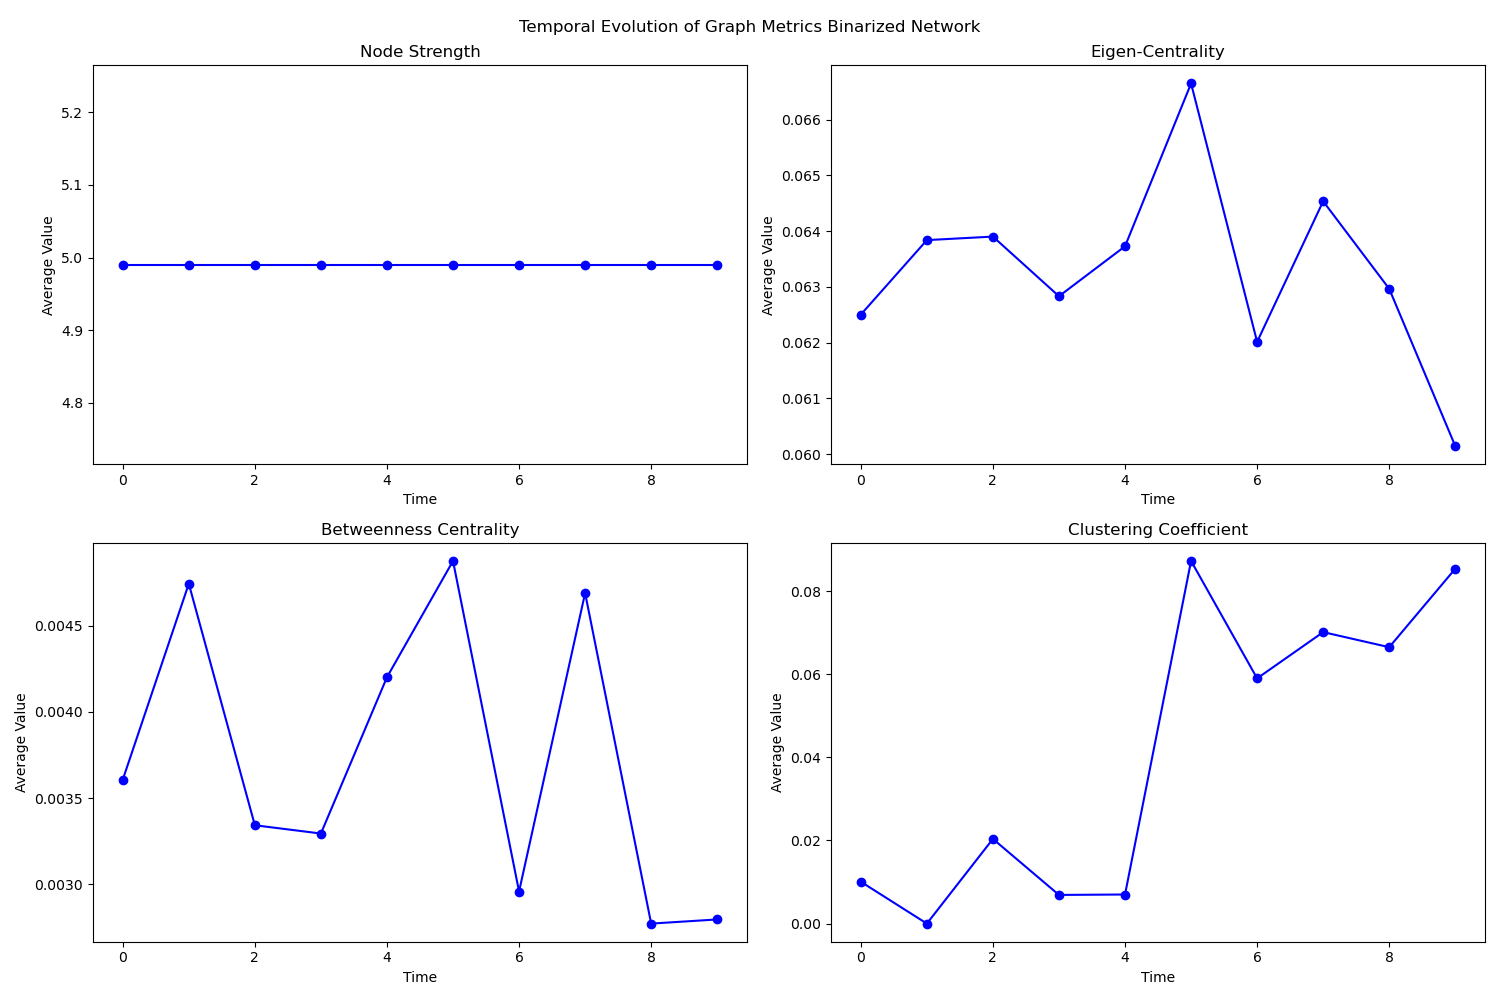 Temporal Evolution of Graph Metrics Binarized Network
Node Strength
Average Value
5.2
5.1
5.0
4.9
4.8
0 2 4 6 8
Time
Eigen-Centrality
Average Value
0.066
0.065
0.064
0.063
0.062
0.061
0.060
0 2 4 6 8
Time
Betweenness Centrality
Average Value
0.0045
0.0040
0.0035
0.0030
0 2 4 6 8
Time
Clustering Coefficient
Average Value
0.08
0.06
0.04
0.02
0.00
0 2 4 6 8
Time